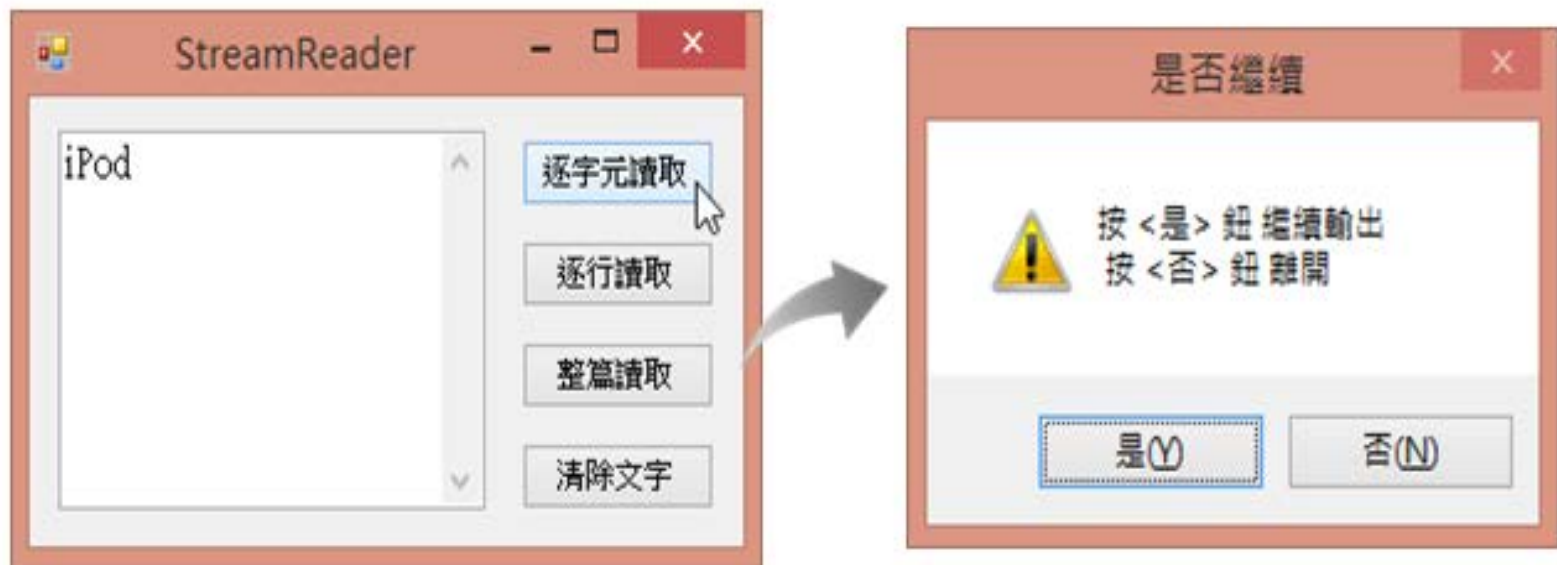 StreamReader
iPod
逐字元讀取
逐行讀取
整篇讀取
清除文字
是否繼續
按 <是> 鈕 繼續輸出
按 <否> 鈕 離開
是(Y)
否(N)